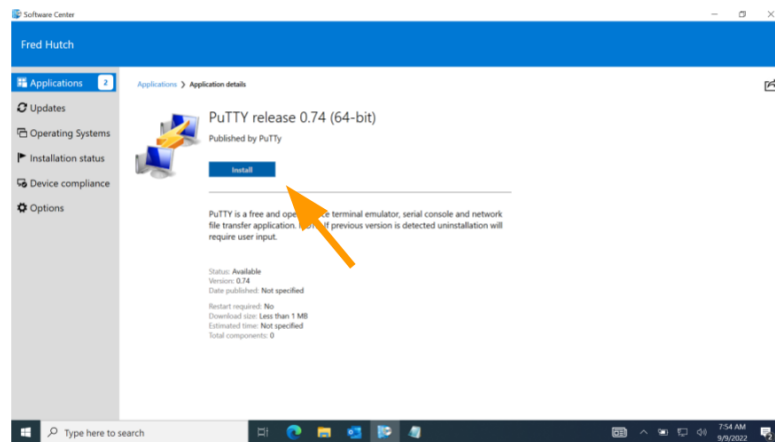 Software Center
Fred Hutch
Applications 2
Updates
Operating Systems
Installation status
Device compliance
Options
Applications > Application details
PuTTY release 0.74 (64-bit)
Published by PuTTy
Install
PuTTY is a free and ope ce terminal emulator, serial console and network
file transfer application. If previous version is detected uninstallation will
require user input.
Status: Available
Version: 0.74
Date published: Not specified
Restart required: No
Download size: Less than 1 MB
Estimated time: Not specified
Total components: 0
Type here to search
7:54 AM
9/9/2022